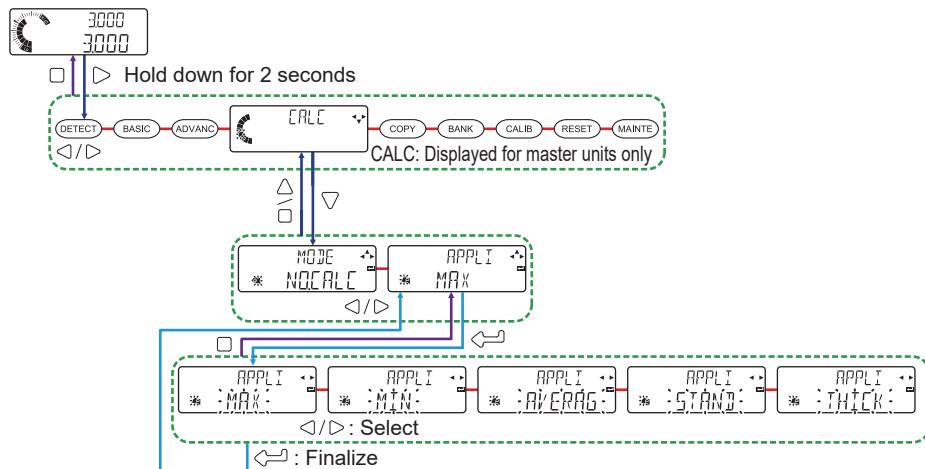 3.000
3.000
Hold down for 2 seconds
DETECT BASIC ADVANC CALC COPY BANK CALIB RESET MAINTE
CALC: Displayed for master units only
MODE APPLI
NO.CALC MAX
APPLI APPLI APPLI APPLI APPLI
MAX MIN AVERAG STAND THICK
: Select
: Finalize